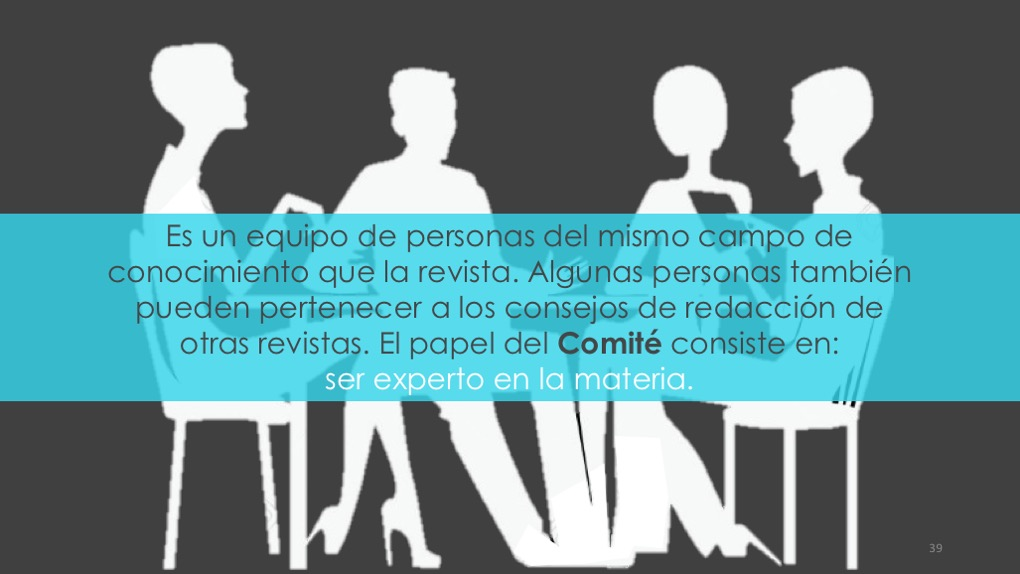 Es un equipo de personas del mismo campo de
conocimiento que la revista. Algunas personas también
pueden pertenecer a los consejos de redacción de
otras revistas. El papel del Comité consiste en:
ser experto en la materia.
39